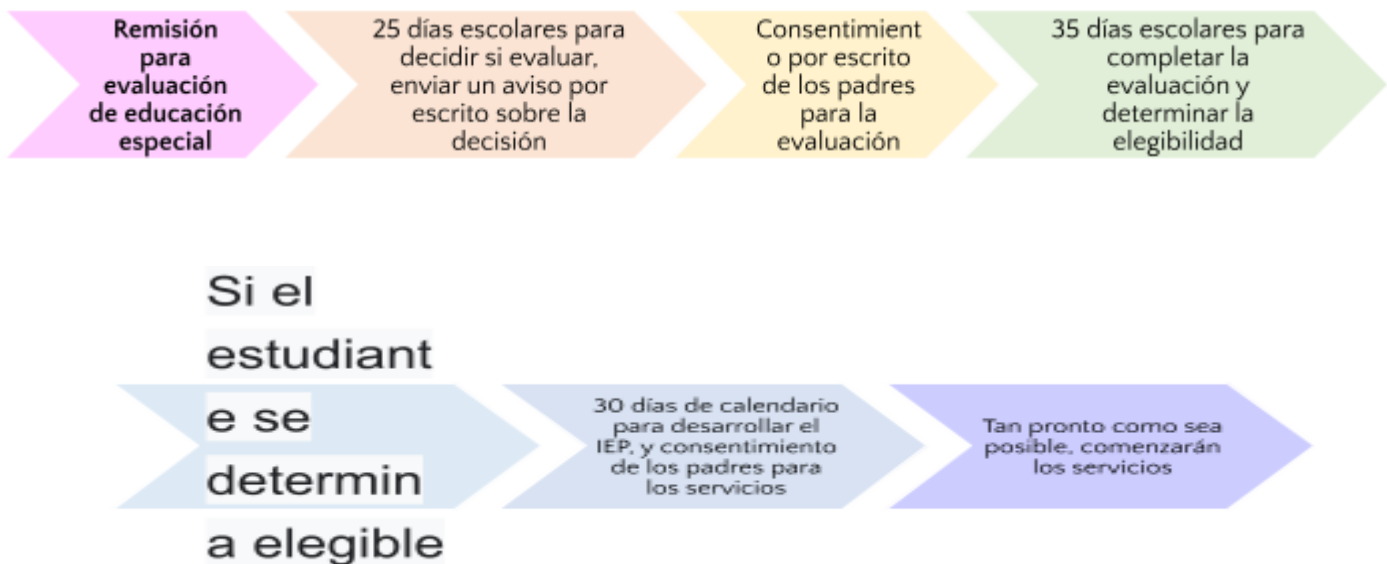 Remisión
para
evaluación
de educación
especial
25 días escolares para
decidir si evaluar,
enviar un aviso por
escrito sobre la
decisión
Consentimient
o por escrito
de los padres
para la
evaluación
35 días escolares para
completar la
evaluación y
determinar la
elegibilidad
Si el
estudiant
e se
determin
a elegible
30 días de calendario
para desarrollar el
IEP, y consentimiento
de los padres para
los servicios
Tan pronto como sea
posible, comenzarán
los servicios